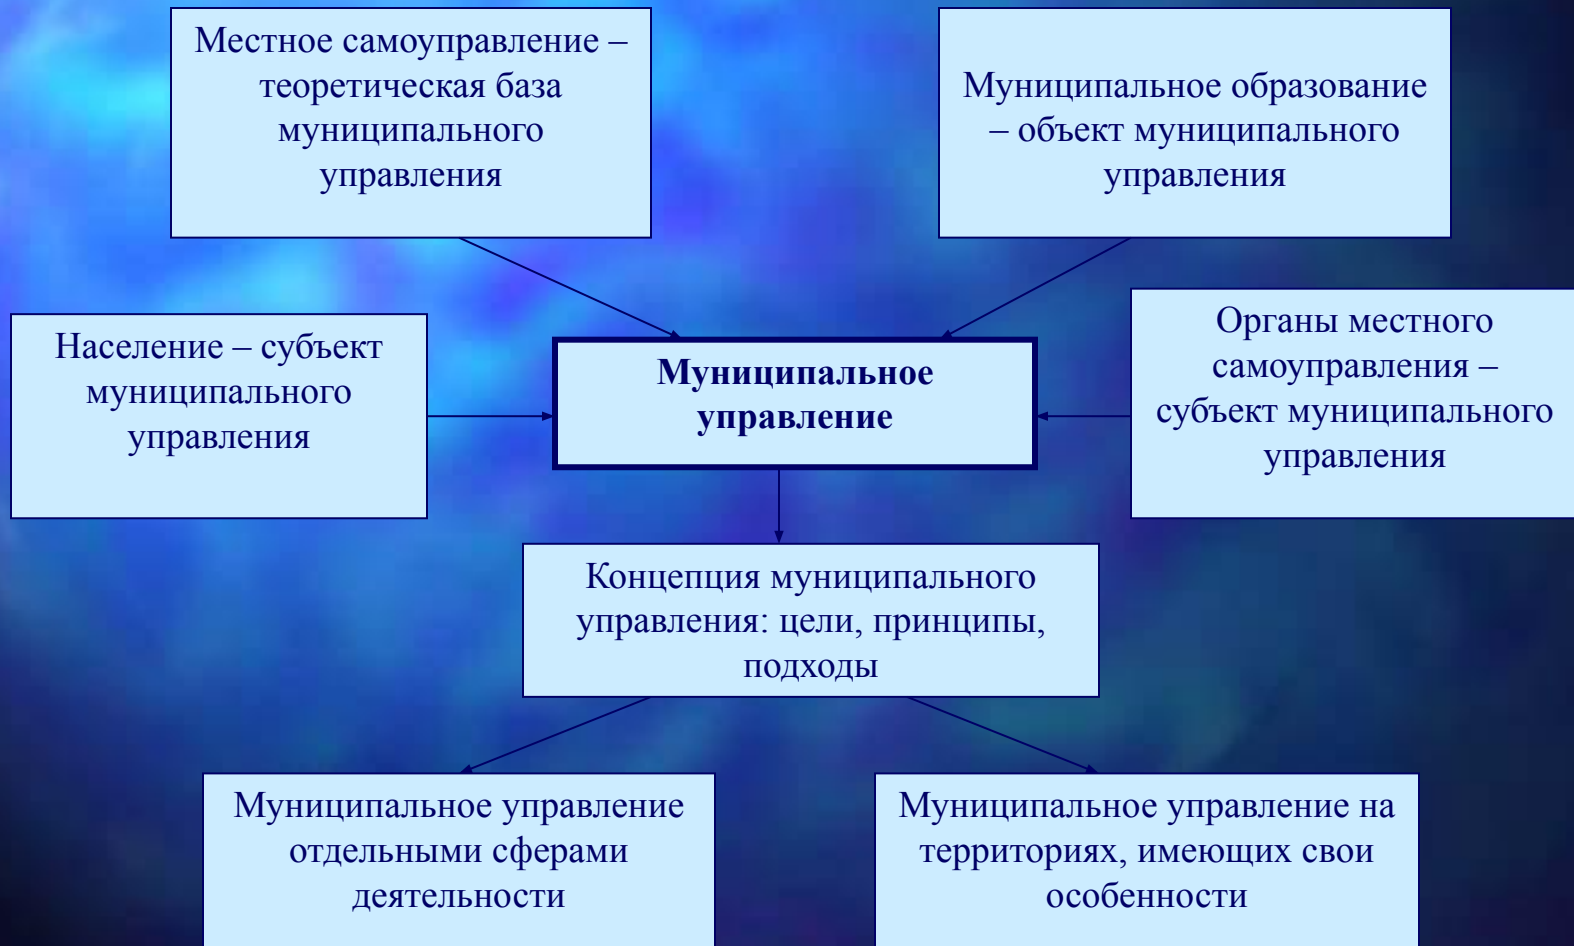 Местное самоуправление –
теоретическая база
муниципального
управления
Муниципальное образование
– объект муниципального
управления
Население – субъект
муниципального
управления
Муниципальное
управление
Органы местного
самоуправления –
субъект муниципального
управления
Концепция муниципального
управления: цели, принципы,
подходы
Муниципальное управление
отдельными сферами
деятельности
Муниципальное управление на
территориях, имеющих свои
особенности